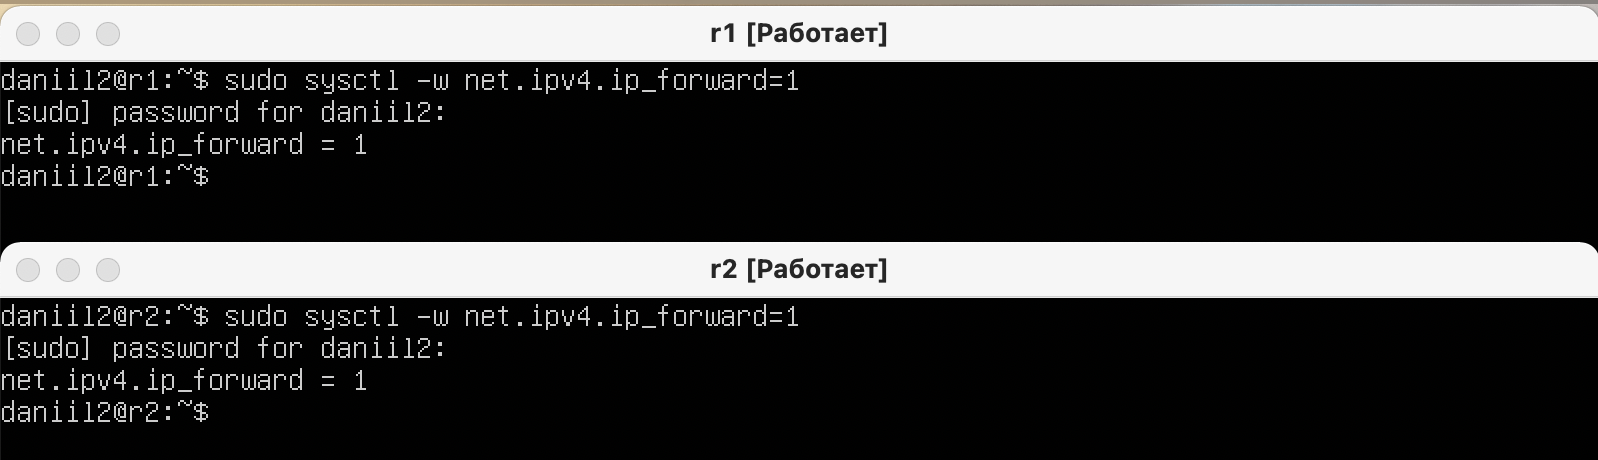 r1 [Работает]
daniil2@r1:~$ sudo sysctl -w net.ipv4.ip_forward=1
[sudo] password for daniil2:
net.ipv4.ip_forward = 1
daniil2@r1:~$
r2 [Работает]
daniil2@r2:~$ sudo sysctl -w net.ipv4.ip_forward=1
[sudo] password for daniil2:
net.ipv4.ip_forward = 1
daniil2@r2:~$